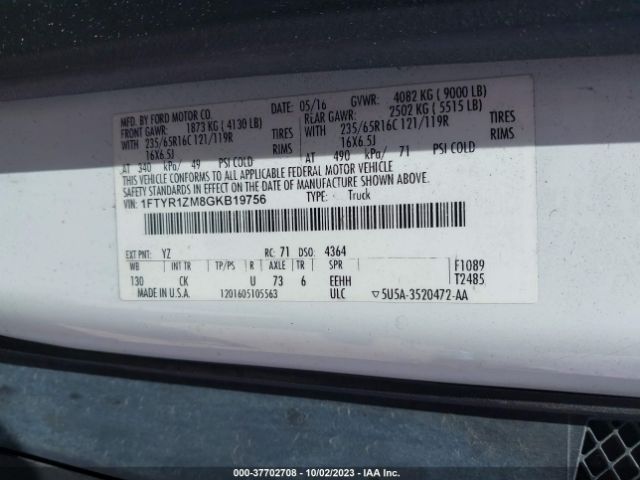 MFD. BY FORD MOTOR CO.
DATE: 05/16 GVWR: 4082 KG ( 9000 LB)
FRONT GAWR: 1873 KG ( 4130 LB) REAR GAWR: 2502 KG ( 5515 LB)
WITH 235/65R16C 121/119R TIRES WITH 235/65R16C 121/119R TIRES
16X6.5J RIMS 16X6.5J RIMS
AT 340 kPa/ 49 PSI COLD AT 490 kPa/ 71 PSI COLD
THIS VEHICLE CONFORMS TO ALL APPLICABLE FEDERAL MOTOR VEHICLE
SAFETY STANDARDS IN EFFECT ON THE DATE OF MANUFACTURE SHOWN ABOVE.
VIN: 1FTYR1ZM8GKB19756 TYPE: Truck
EXT PNT: YZ RC: 71 DSO: 4364
WB INT TR TP/PS R AXLE TR SPR F1089
130 CK U 73 6 EEHH T2485
MADE IN U.S.A. 1201605105563 ULC ▽5U5A-3520472-AA
000-37702708 - 10/02/2023 - IAA Inc.